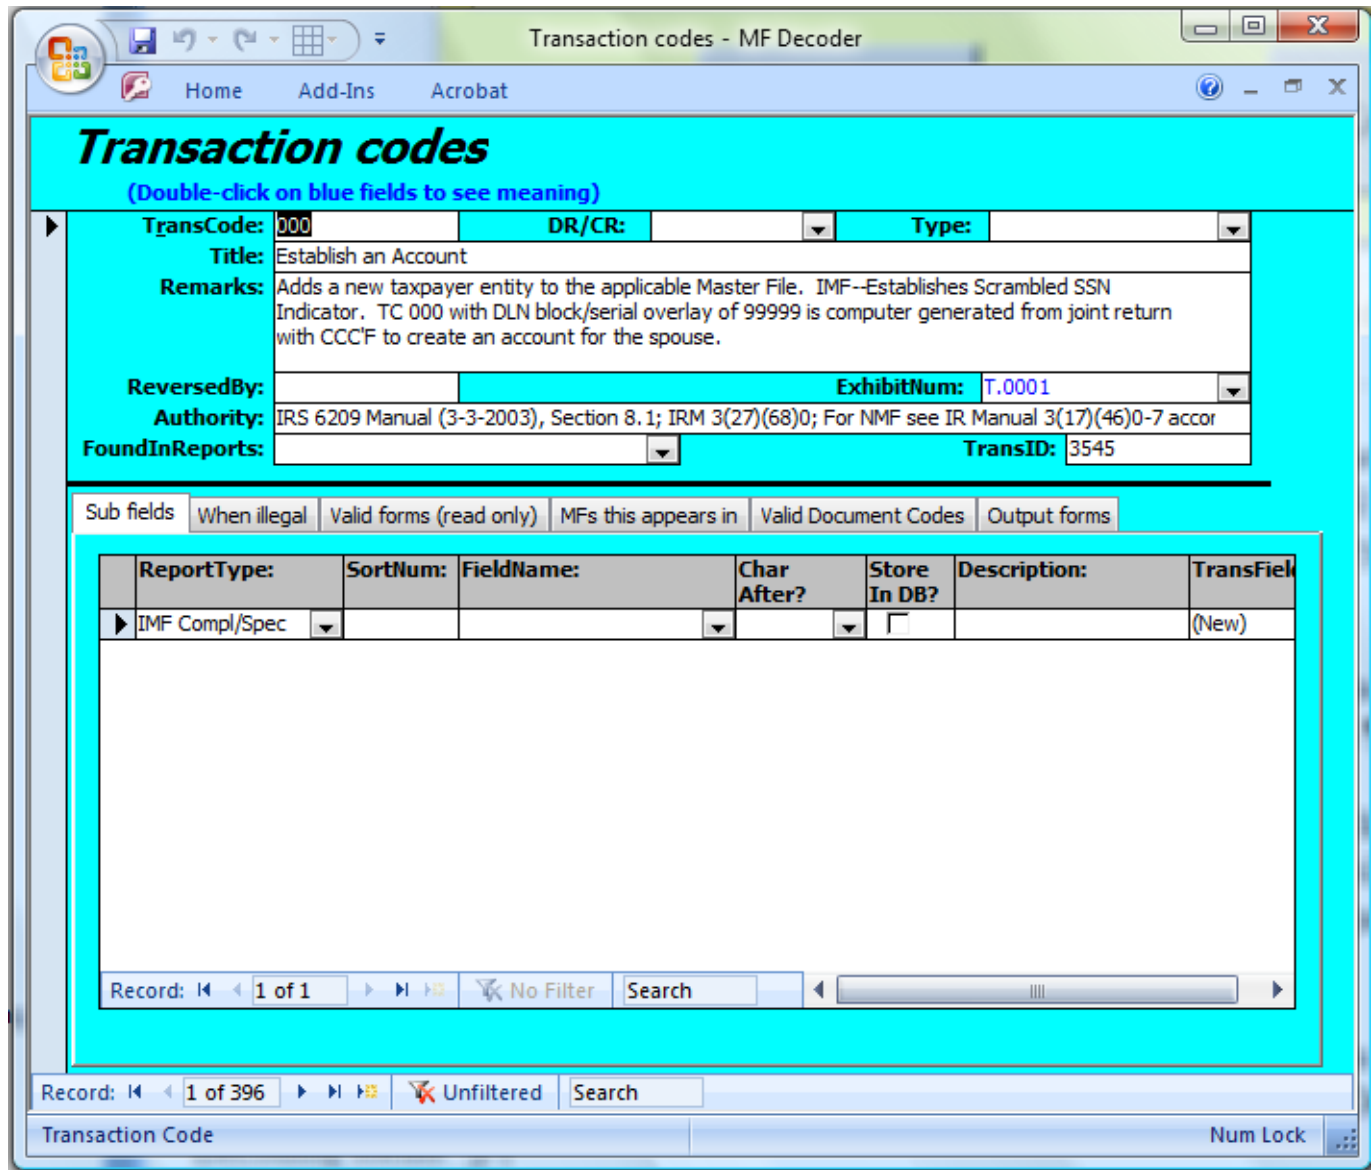 Transaction codes - MF Decoder
Home Add-Ins Acrobat
Transaction codes
(Double-click on blue fields to see meaning)
TransCode: 000 DR/CR: Type:
Title: Establish an Account
Remarks: Adds a new taxpayer entity to the applicable Master File. IMF--Establishes Scrambled SSN
Indicator. TC 000 with DLN block/serial overlay of 99999 is computer generated from joint return
with CCC'F to create an account for the spouse.
ReversedBy: ExhibitNum: T.0001
Authority: IRS 6209 Manual (3-3-2003), Section 8.1; IRM 3(27)(68)0; For NMF see IR Manual 3(17)(46)0-7 accor
FoundInReports: TransID: 3545
Sub fields When illegal Valid forms (read only) MFs this appears in Valid Document Codes Output forms
ReportType: SortNum: FieldName: Char After? Store In DB? Description: TransField
IMF Compl/Spec (New)
Record: 1 of 1 No Filter Search
Record: 1 of 396 Unfiltered Search
Transaction Code Num Lock